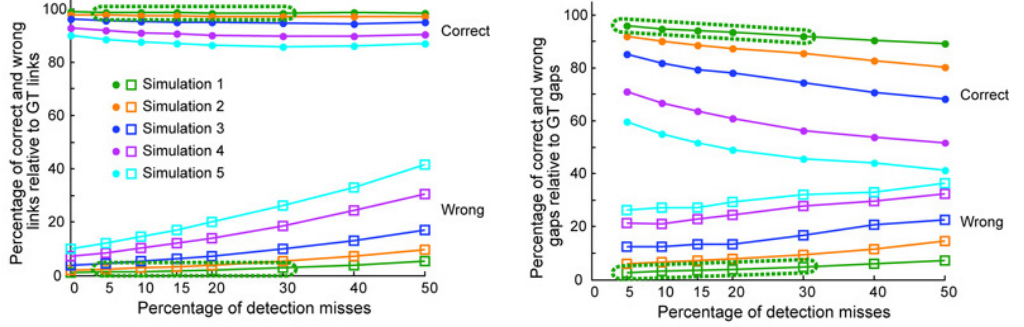 Percentage of correct and wrong
links relative to GT links
100
80
60
40
20
0
Correct
Simulation 1
Simulation 2
Simulation 3
Simulation 4
Simulation 5
Wrong
0 5 10 15 20 30 40 50
Percentage of detection misses
Percentage of correct and wrong
gaps relative to GT gaps
100
80
60
40
20
0
Correct
Wrong
0 5 10 15 20 30 40 50
Percentage of detection misses